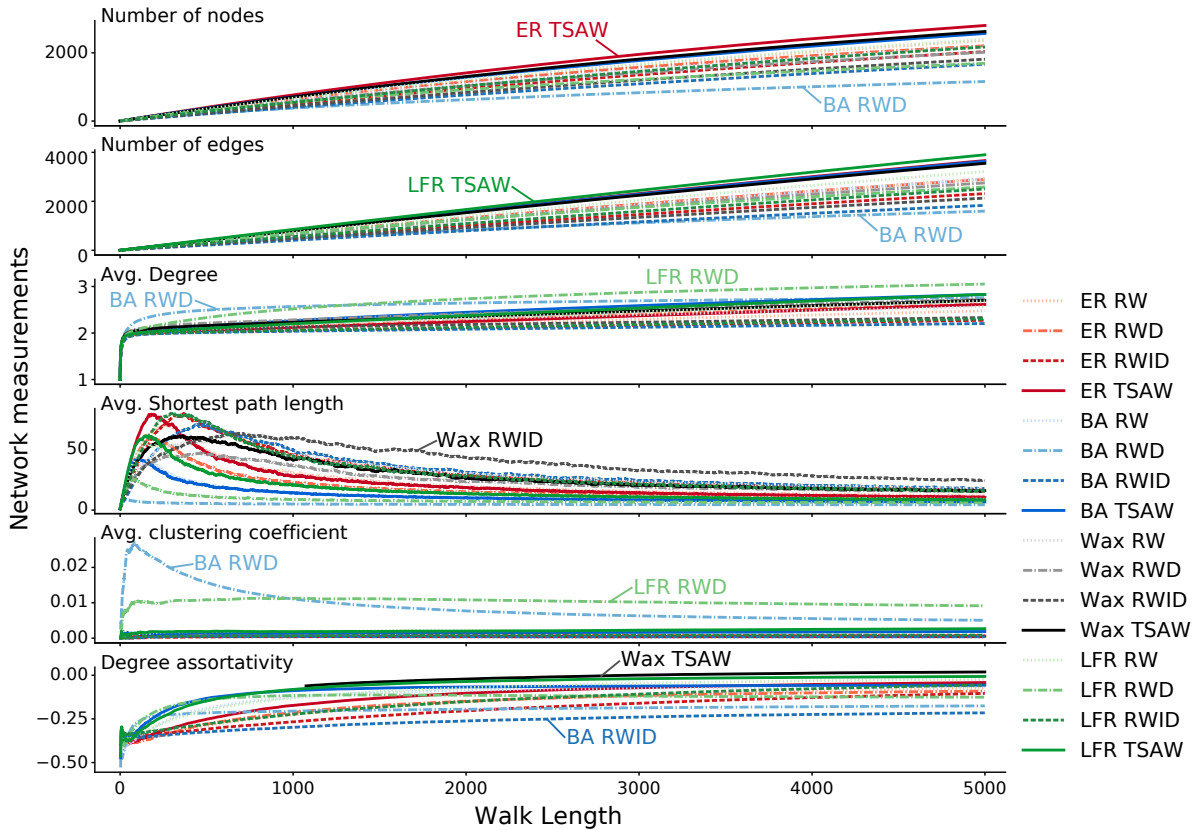 Number of nodes
ER TSAW
2000
BA RWD
0
Number of edges
4000
LFR TSAW
2000
BA RWD
0
Avg. Degree
LFR RWD
BA RWD
3
2
1
Avg. Shortest path length
Wax RWID
50
0
Avg. clustering coefficient
BA RWD
0.02
LFR RWD
0.01
0.00
Degree assortativity
Wax TSAW
0.00
−0.25
BA RWID
−0.50
0 1000 2000 3000 4000 5000
Walk Length
Network measurements
ER RW
ER RWD
ER RWID
ER TSAW
BA RW
BA RWD
BA RWID
BA TSAW
Wax RW
Wax RWD
Wax RWID
Wax TSAW
LFR RW
LFR RWD
LFR RWID
LFR TSAW